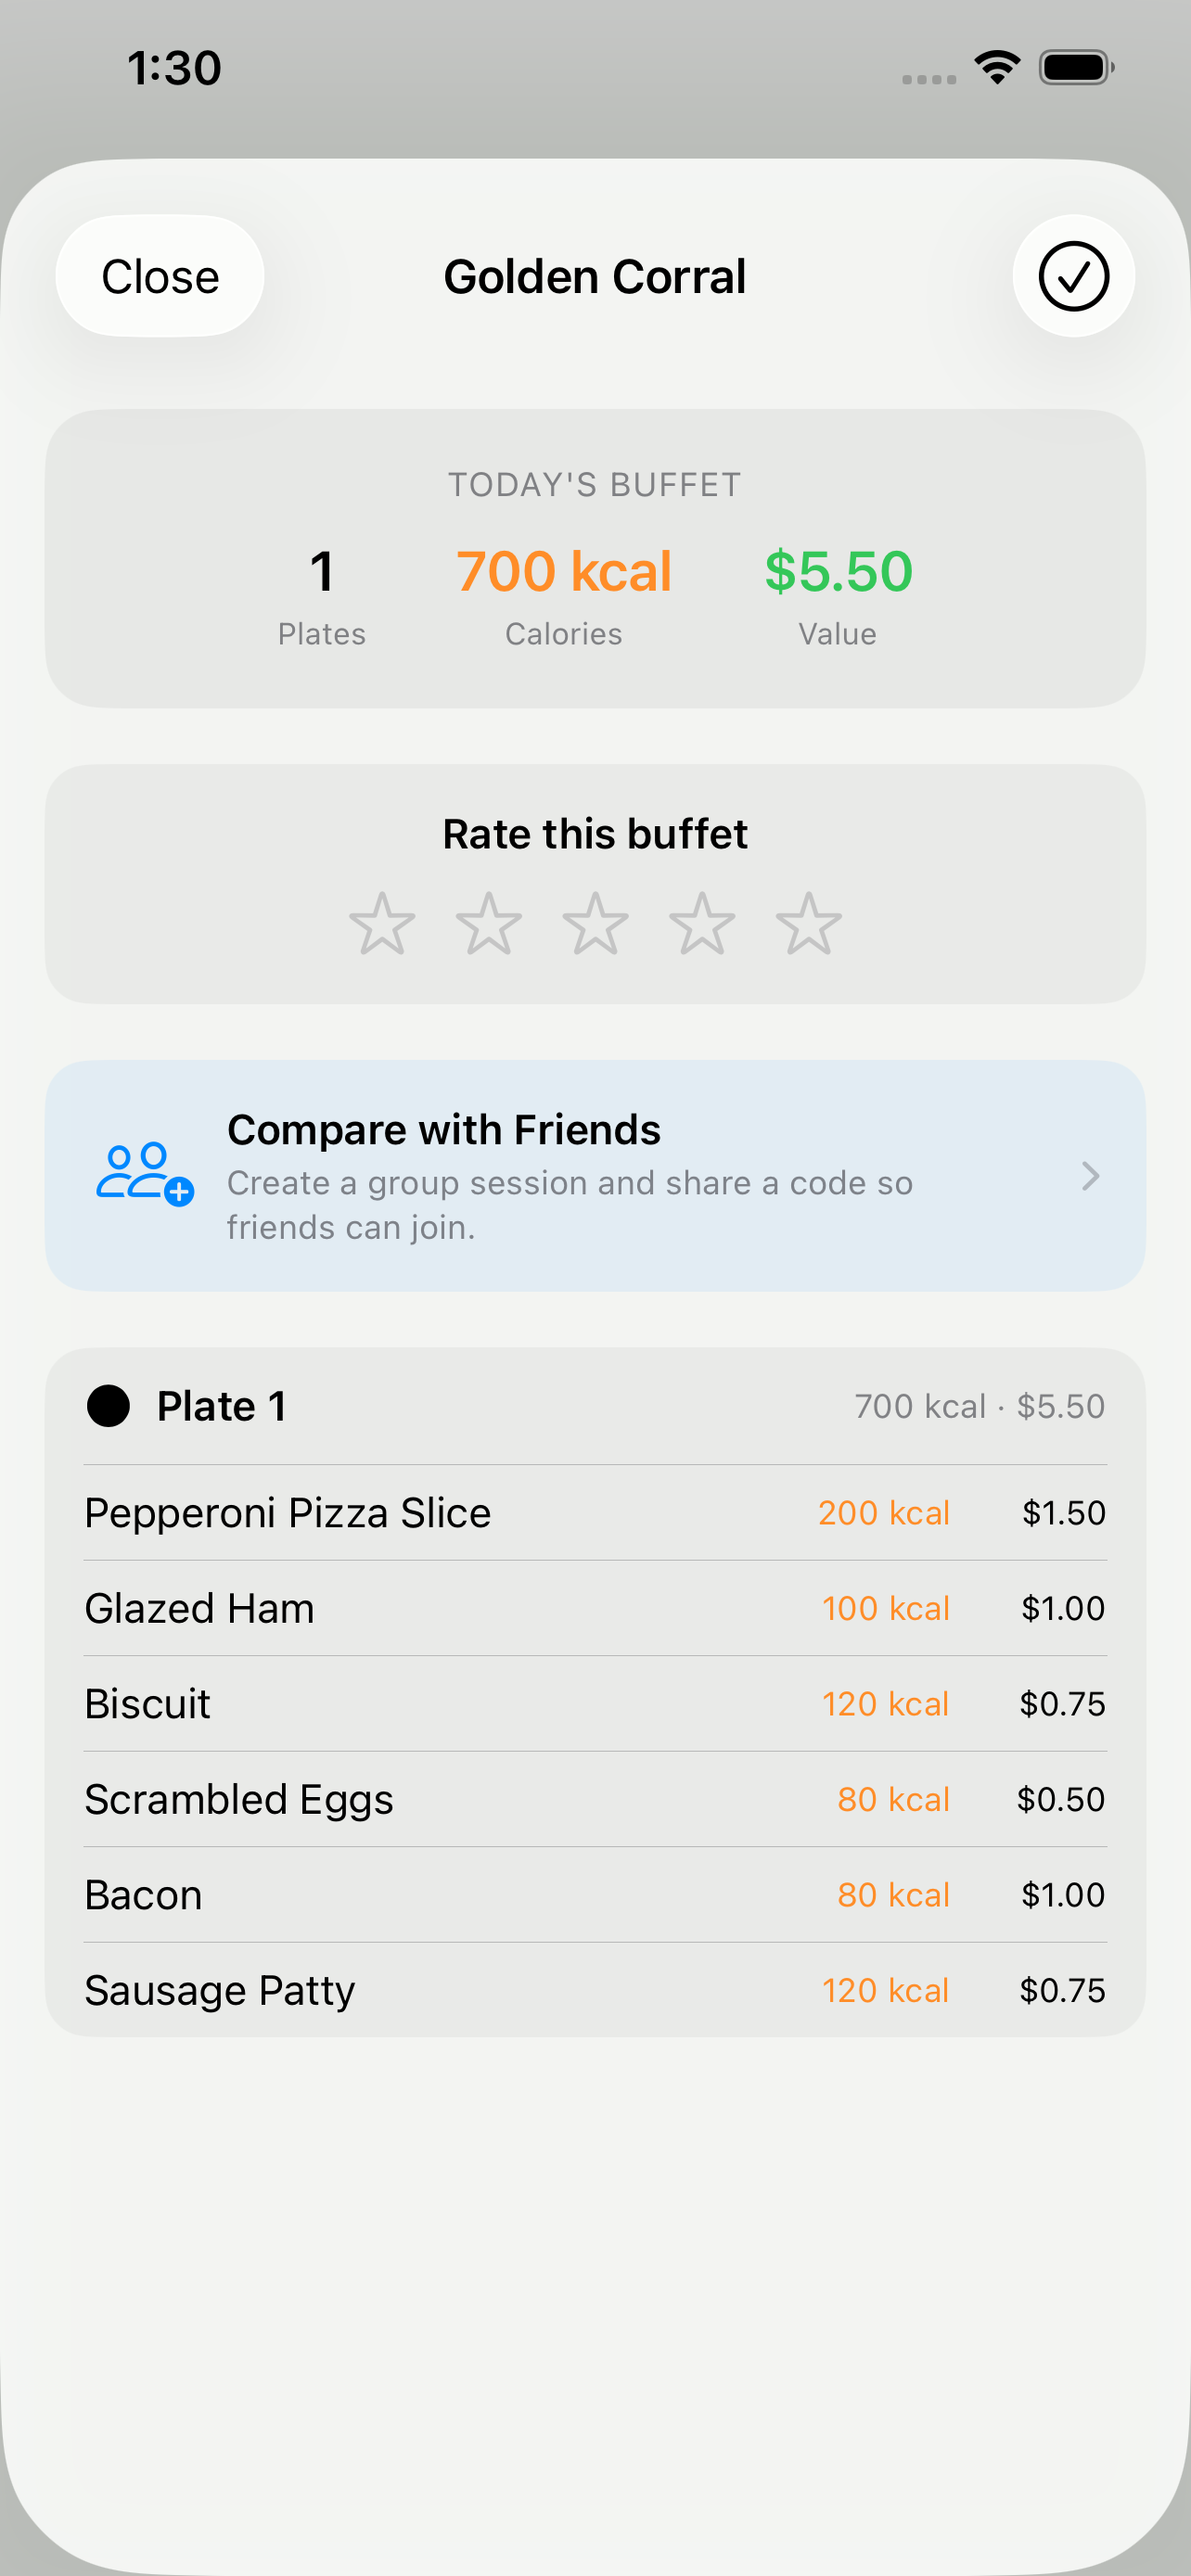 1:30
Close
Golden Corral
TODAY'S BUFFET
1 700 kcal $5.50
Plates Calories Value
Rate this buffet
Compare with Friends
Create a group session and share a code so
friends can join.
Plate 1 700 kcal · $5.50
Pepperoni Pizza Slice 200 kcal $1.50
Glazed Ham 100 kcal $1.00
Biscuit 120 kcal $0.75
Scrambled Eggs 80 kcal $0.50
Bacon 80 kcal $1.00
Sausage Patty 120 kcal $0.75